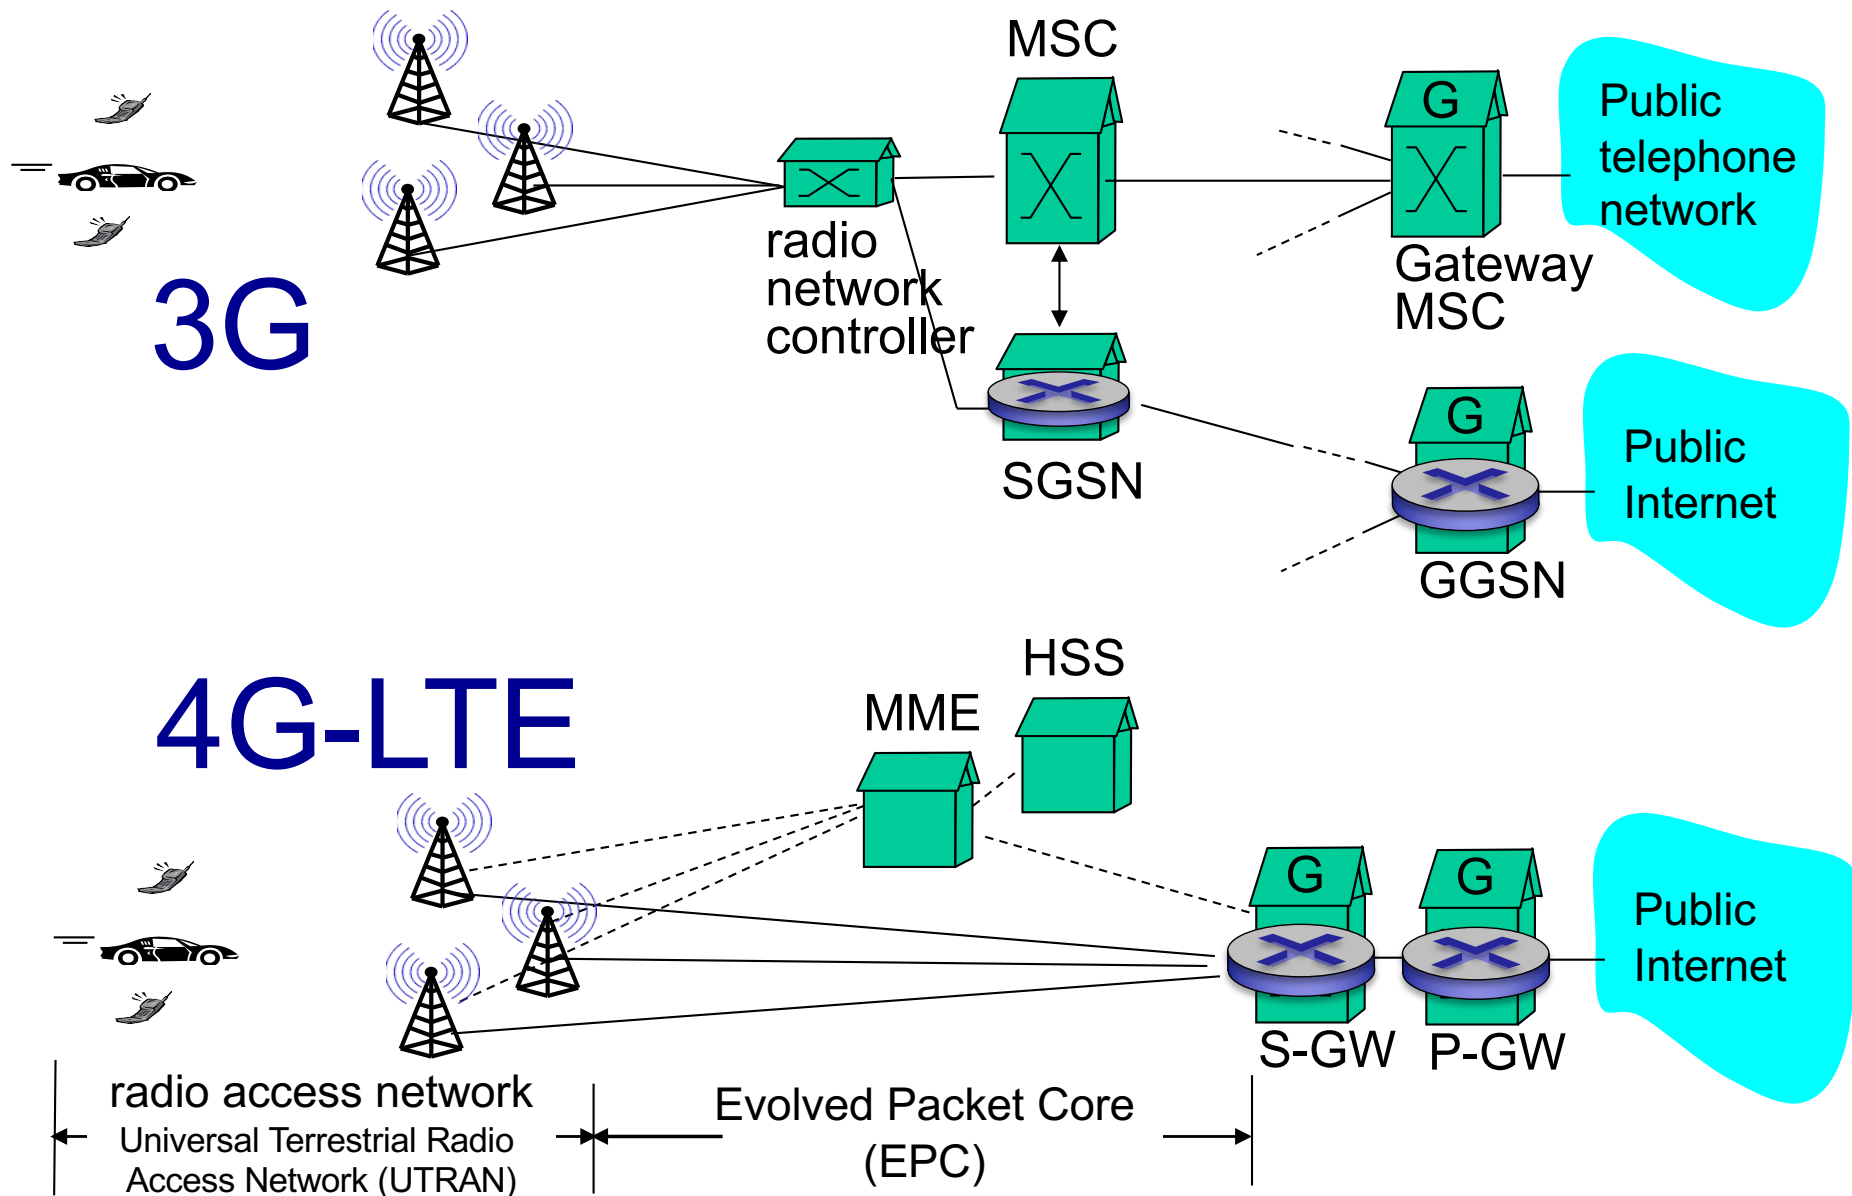 MSC
G
Public
telephone
network
radio
network
controller
Gateway
MSC
3G
SGSN
G
Public
Internet
GGSN
HSS
MME
4G-LTE
G
G
Public
Internet
S-GW
P-GW
radio access network
Universal Terrestrial Radio
Access Network (UTRAN)
Evolved Packet Core
(EPC)